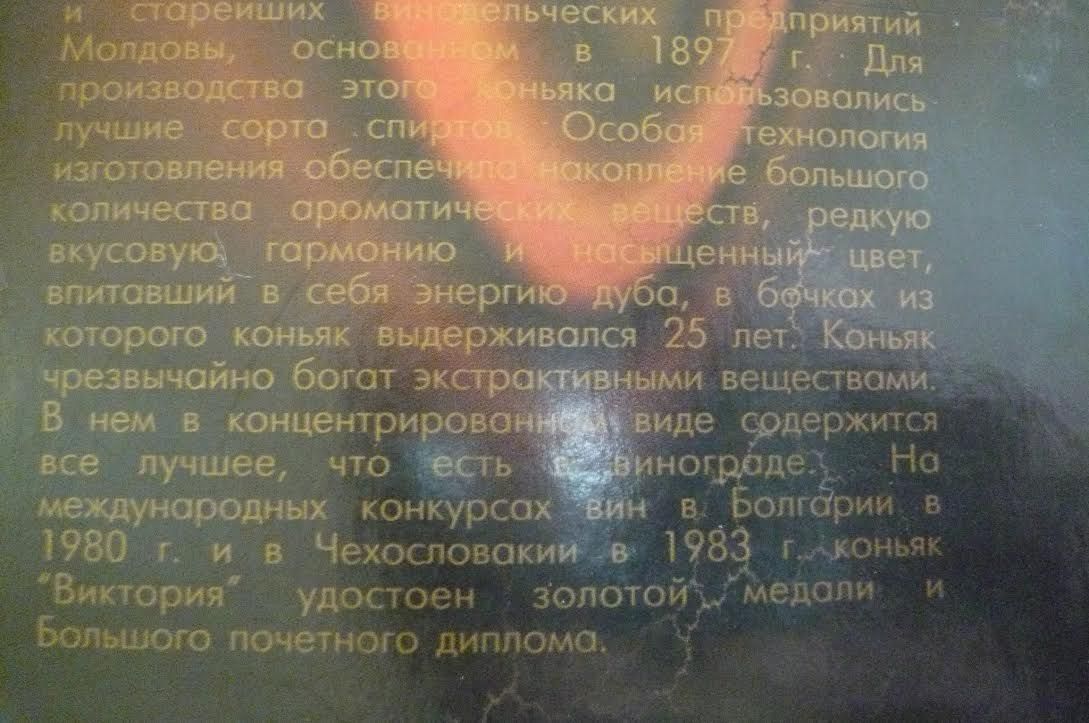 и старейших винодельческих предприятий
Молдовы, основанном в 1897 г. Для
производства этого коньяка использовались
лучшие сорта спиртов. Особая технология
изготовления обеспечила накопление большого
количества ароматических веществ, редкую
вкусовую гармонию и насыщенный цвет,
впитавший в себя энергию дуба, в бочках из
которого коньяк выдерживался 25 лет. Коньяк
чрезвычайно богат экстрактивными веществами.
В нем в концентрированном виде содержится
все лучшее, что есть в винограде. На
международных конкурсах вин в Болгарии в
1980 г. и в Чехословакии в 1983 г. коньяк
"Виктория" удостоен золотой медали и
Большого почетного диплома.